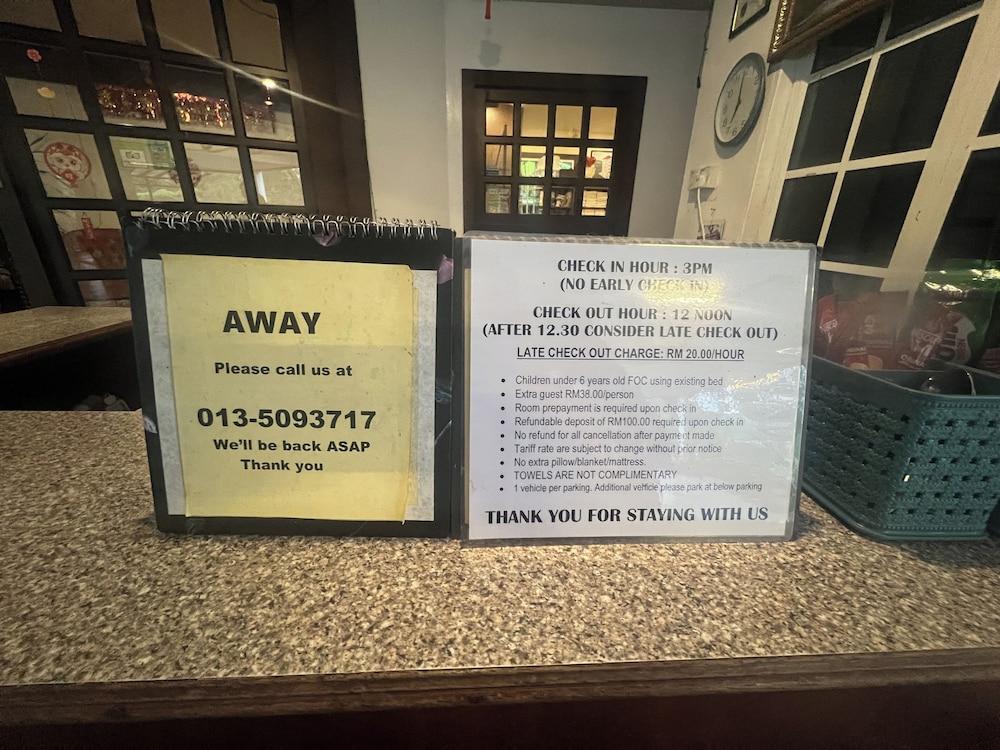 AWAY
Please call us at
013-5093717
We'll be back ASAP
Thank you
CHECK IN HOUR : 3PM
(NO EARLY CHECK IN)
CHECK OUT HOUR : 12 NOON
(AFTER 12.30 CONSIDER LATE CHECK OUT)
LATE CHECK OUT CHARGE: RM 20.00/HOUR
• Children under 6 years old FOC using existing bed
• Extra guest RM38.00/person
• Room prepayment is required upon check in
• Refundable deposit of RM100.00 required upon check in
• No refund for all cancellation after payment made
• Tariff rate are subject to change without prior notice
• No extra pillow/blanket/mattress.
• TOWELS ARE NOT COMPLIMENTARY
• 1 vehicle per parking. Additional vehicle please park at below parking
THANK YOU FOR STAYING WITH US